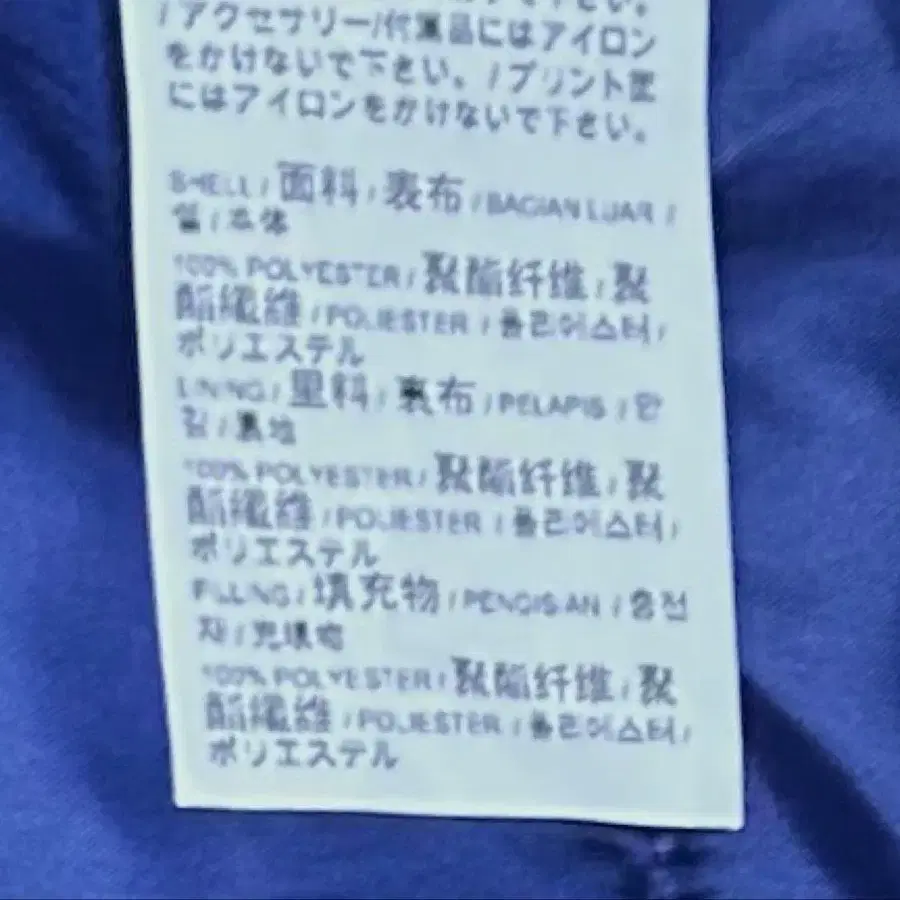 /アクセサリー/付属品にはアイロン
をかけないで下さい。/プリント面
にはアイロンをかけないで下さい。
SHELL / 面料 / 表布 / BAGIAN LUAR /
겉 / 本体
100% POLYESTER / 聚酯纤维 / 聚
酯纖維 / POLIESTER / 폴리에스터 /
ポリエステル
LINING / 里料 / 裏布 / PELAPIS / 안
감 / 裏地
100% POLYESTER / 聚酯纤维 / 聚
酯纖維 / POLIESTER / 폴리에스터 /
ポリエステル
FILLING / 填充物 / PENGISIAN / 충전
재 / 充填物
100% POLYESTER / 聚酯纤维 / 聚
酯纖維 / POLIESTER / 폴리에스터 /
ポリエステル